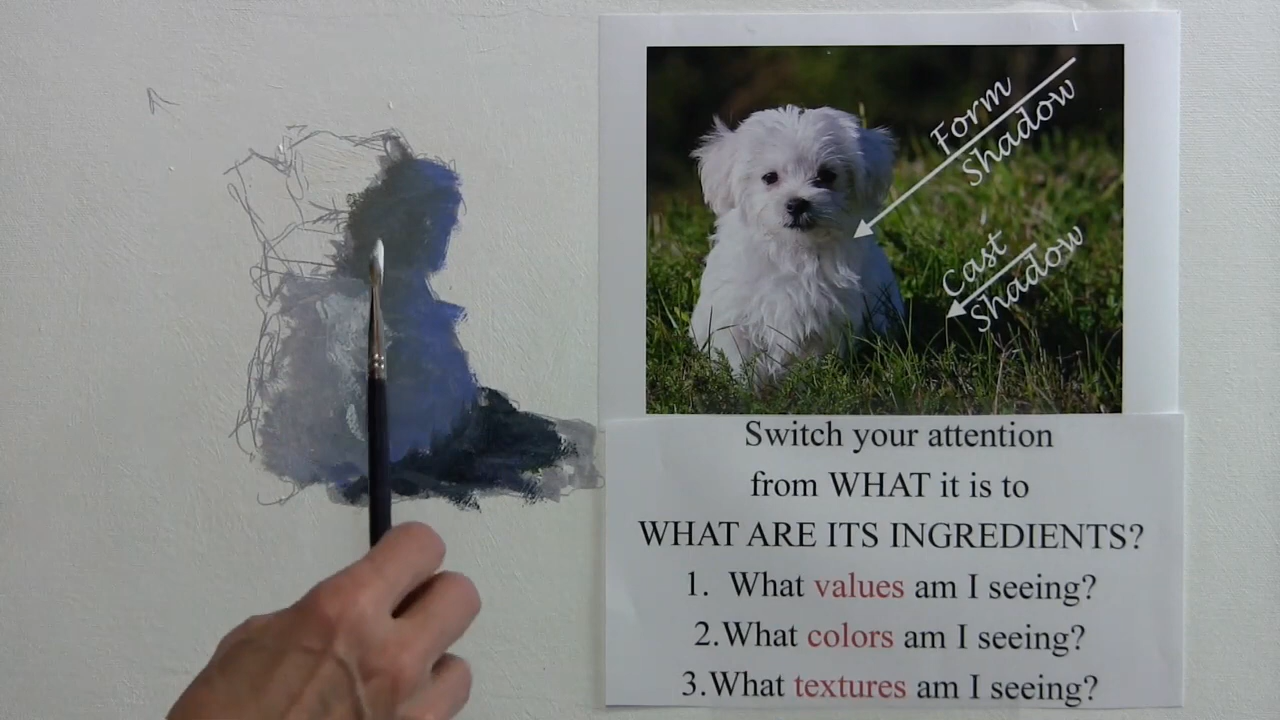 Form
Shadow
Cast
Shadow
Switch your attention
from WHAT it is to
WHAT ARE ITS INGREDIENTS?
1. What values am I seeing?
2.What colors am I seeing?
3.What textures am I seeing?